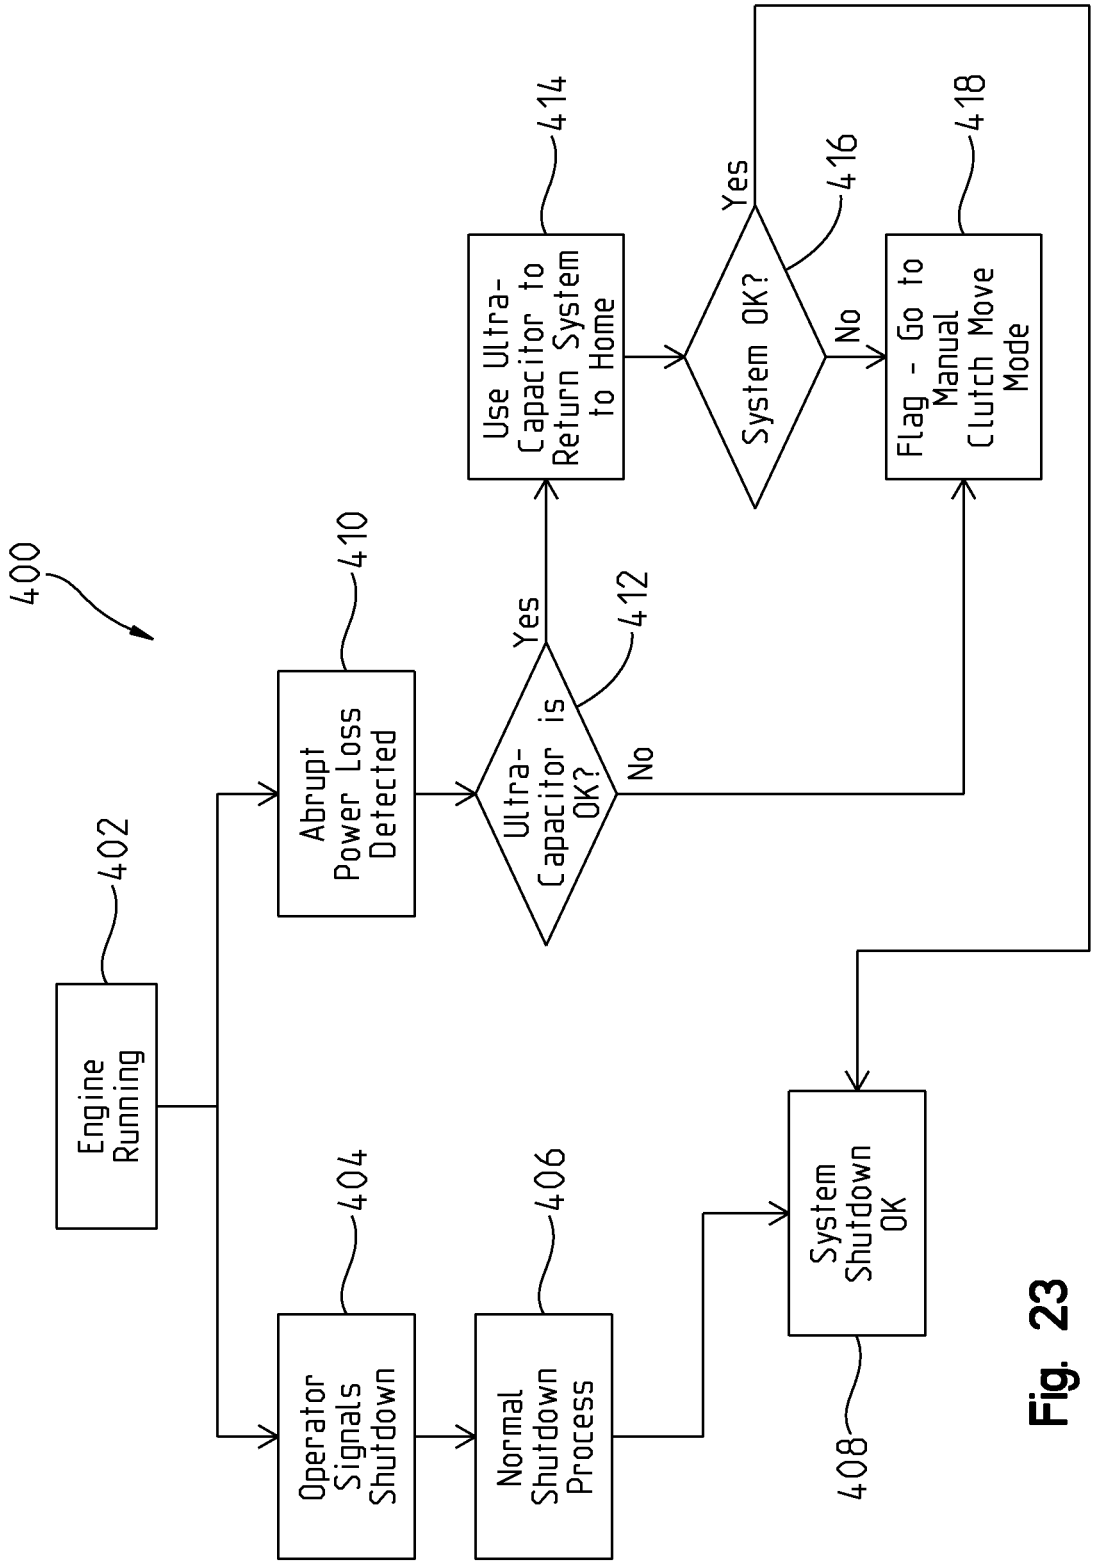 400
402
Engine
Running
404
Operator
Signals
Shutdown
406
Normal
Shutdown
Process
408
System
Shutdown
OK
410
Abrupt
Power Loss
Detected
412
Ultra-
Capacitor is
OK?
Yes
No
414
Use Ultra-
Capacitor to
Return System
to Home
416
System OK?
Yes
No
418
Flag - Go to
Manual
Clutch Move
Mode
Fig. 23